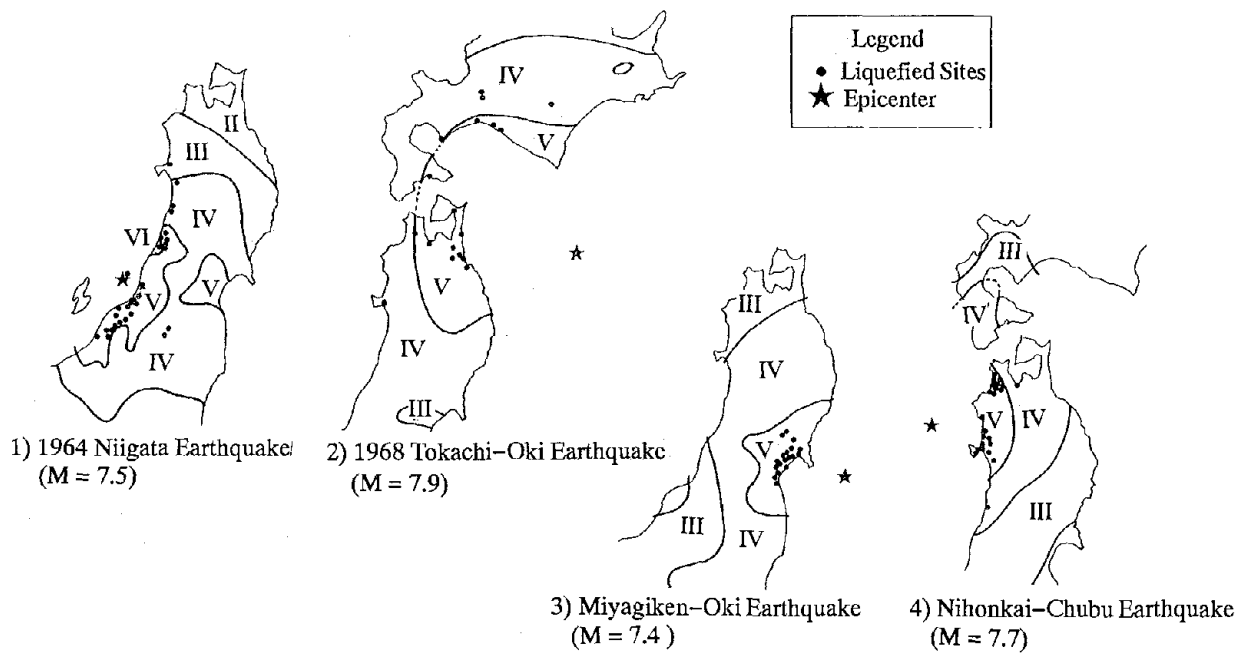 Legend
Liquefied Sites
Epicenter
II
III
IV
VI
V
V
IV
1) 1964 Niigata Earthquake
(M = 7.5)
IV
V
V
IV
III
2) 1968 Tokachi-Oki Earthquake
(M = 7.9)
III
IV
V
III
IV
3) Miyagiken-Oki Earthquake
(M = 7.4 )
III
IV
V
IV
III
4) Nihonkai-Chubu Earthquake
(M = 7.7)